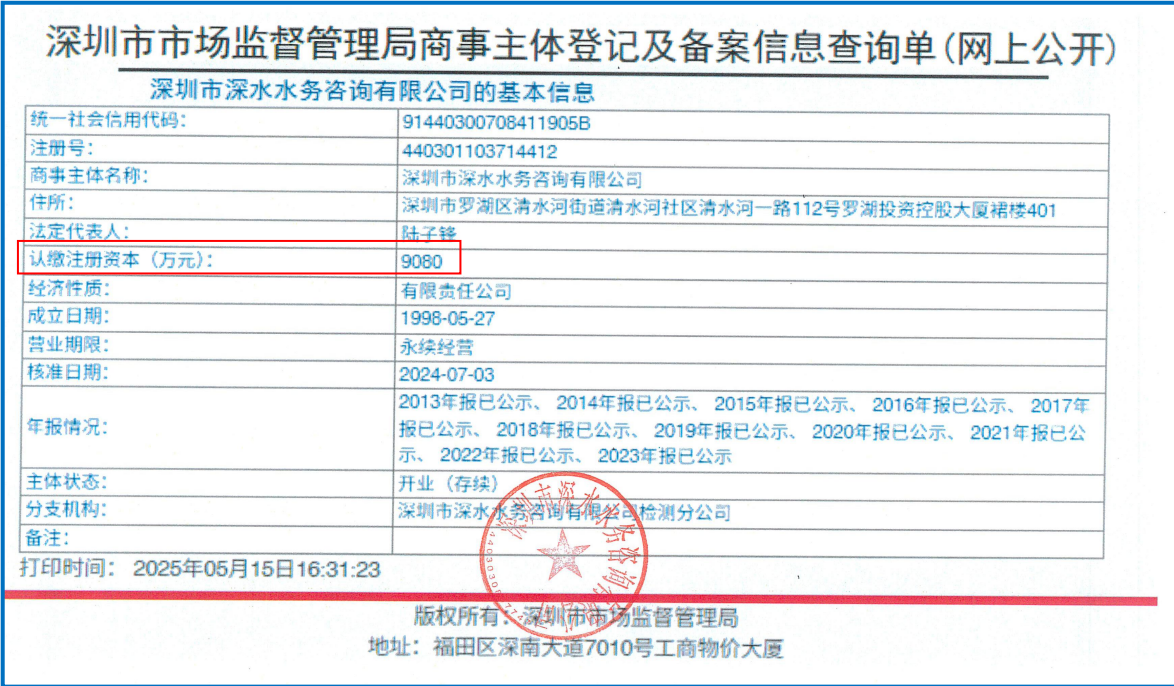 深圳市市场监督管理局商事主体登记及备案信息查询单(网上公开)
深圳市深水水务咨询有限公司的基本信息
统一社会信用代码: 91440300708411905B
注册号: 440301103714412
商事主体名称: 深圳市深水水务咨询有限公司
住所: 深圳市罗湖区清水河街道清水河社区清水河一路112号罗湖投资控股大厦裙楼401
法定代表人: 陆子锋
认缴注册资本（万元）: 9080
经济性质: 有限责任公司
成立日期: 1998-05-27
营业期限: 永续经营
核准日期: 2024-07-03
年报情况: 2013年报已公示、 2014年报已公示、 2015年报已公示、 2016年报已公示、 2017年
报已公示、 2018年报已公示、 2019年报已公示、 2020年报已公示、 2021年报已公
示、 2022年报已公示、 2023年报已公示
主体状态: 开业（存续）
分支机构: 深圳市深水水务咨询有限公司检测分公司
备注:
深圳市深水水务咨询有限公司
打印时间： 2025年05月15日16:31:23
版权所有：深圳市市场监督管理局
地址：福田区深南大道7010号工商物价大厦